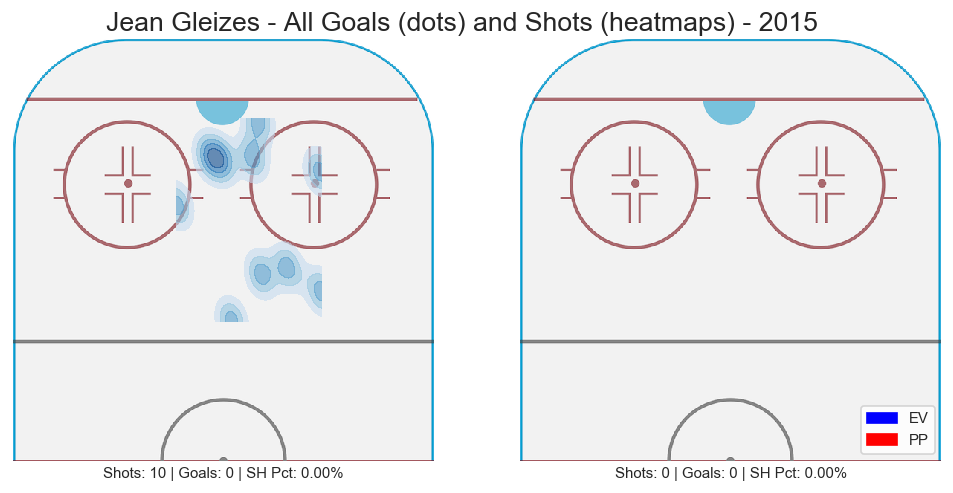 Jean Gleizes - All Goals (dots) and Shots (heatmaps) - 2015
EV
PP
Shots: 10 | Goals: 0 | SH Pct: 0.00%
Shots: 0 | Goals: 0 | SH Pct: 0.00%